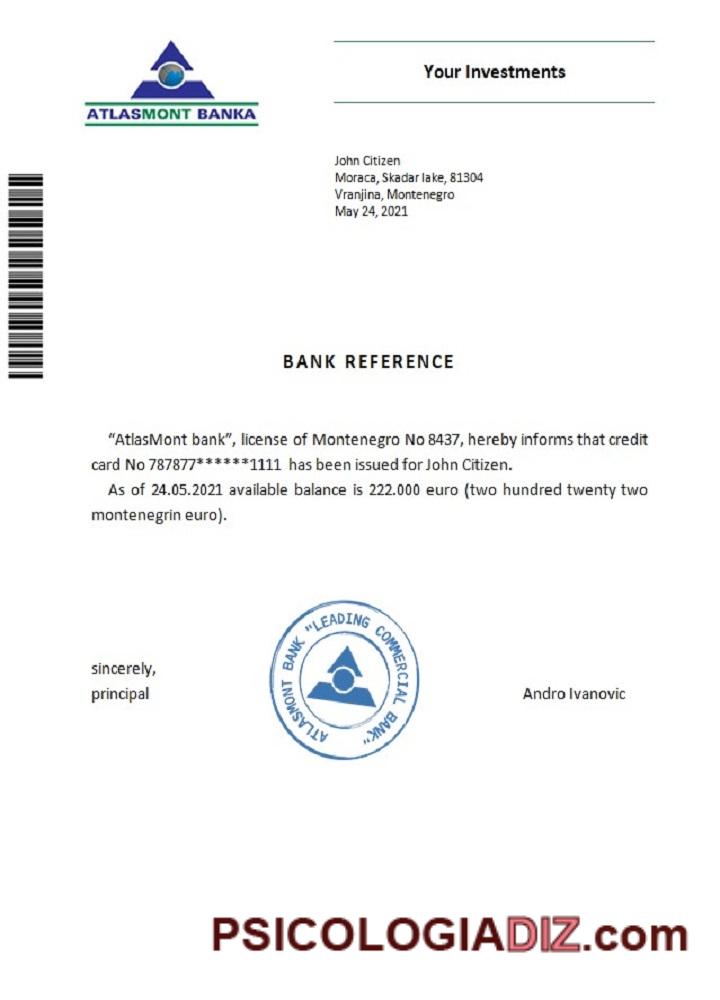 ATLASMONT BANKA
Your Investments
John Citizen
Moraca, Skadar lake, 81304
Vranjina, Montenegro
May 24, 2021
BANK REFERENCE
“AtlasMont bank”, license of Montenegro No 8437, hereby informs that credit
card No 787877******1111 has been issued for John Citizen.
As of 24.05.2021 available balance is 222.000 euro (two hundred twenty two
montenegrin euro).
ATLASMONT BANK "LEADING COMMERCIAL BANK"
sincerely,
principal
Andro Ivanovic
PSICOLOGIADIZ.com